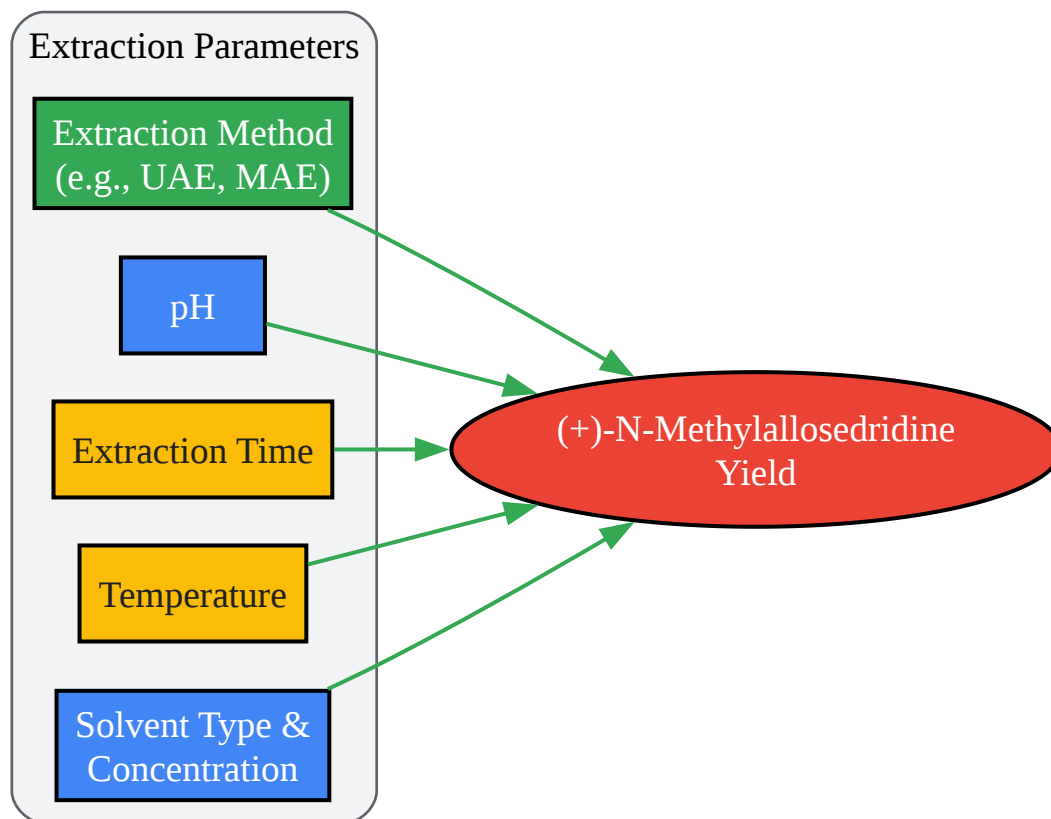 Extraction Parameters
Extraction Method
(e.g., UAE, MAE)
pH
Extraction Time
Temperature
Solvent Type &
Concentration
(+)-N-Methylallosedridine
Yield